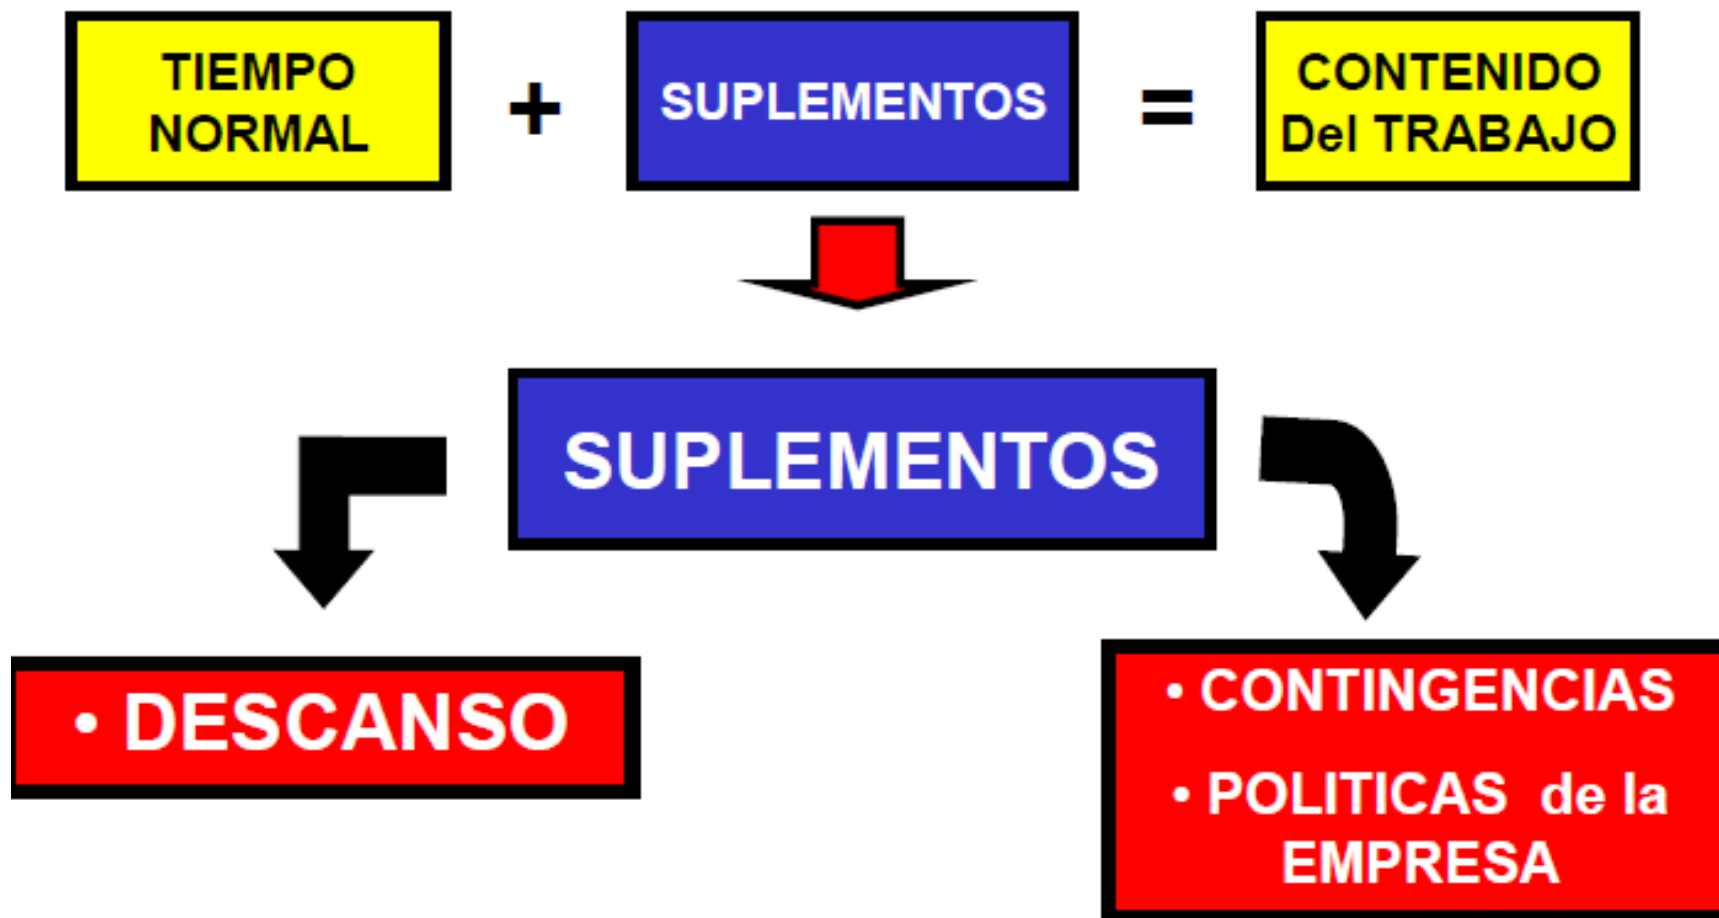 TIEMPO
NORMAL
+
SUPLEMENTOS
=
CONTENIDO
Del TRABAJO
SUPLEMENTOS
• DESCANSO
• CONTINGENCIAS
• POLITICAS de la
EMPRESA